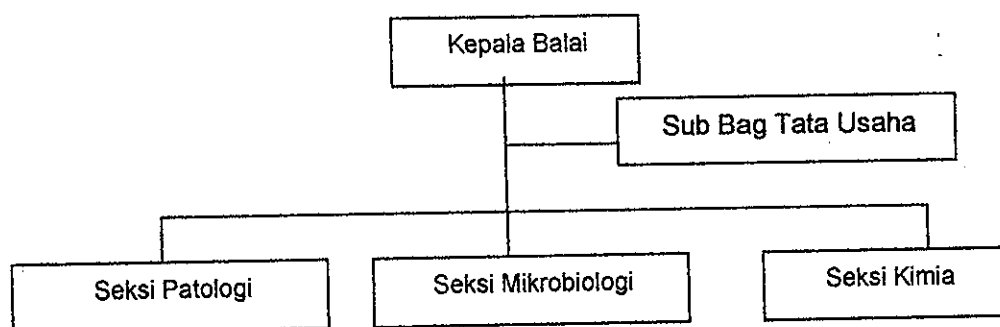 Kepala Balai
Sub Bag Tata Usaha
Seksi Patologi
Seksi Mikrobiologi
Seksi Kimia